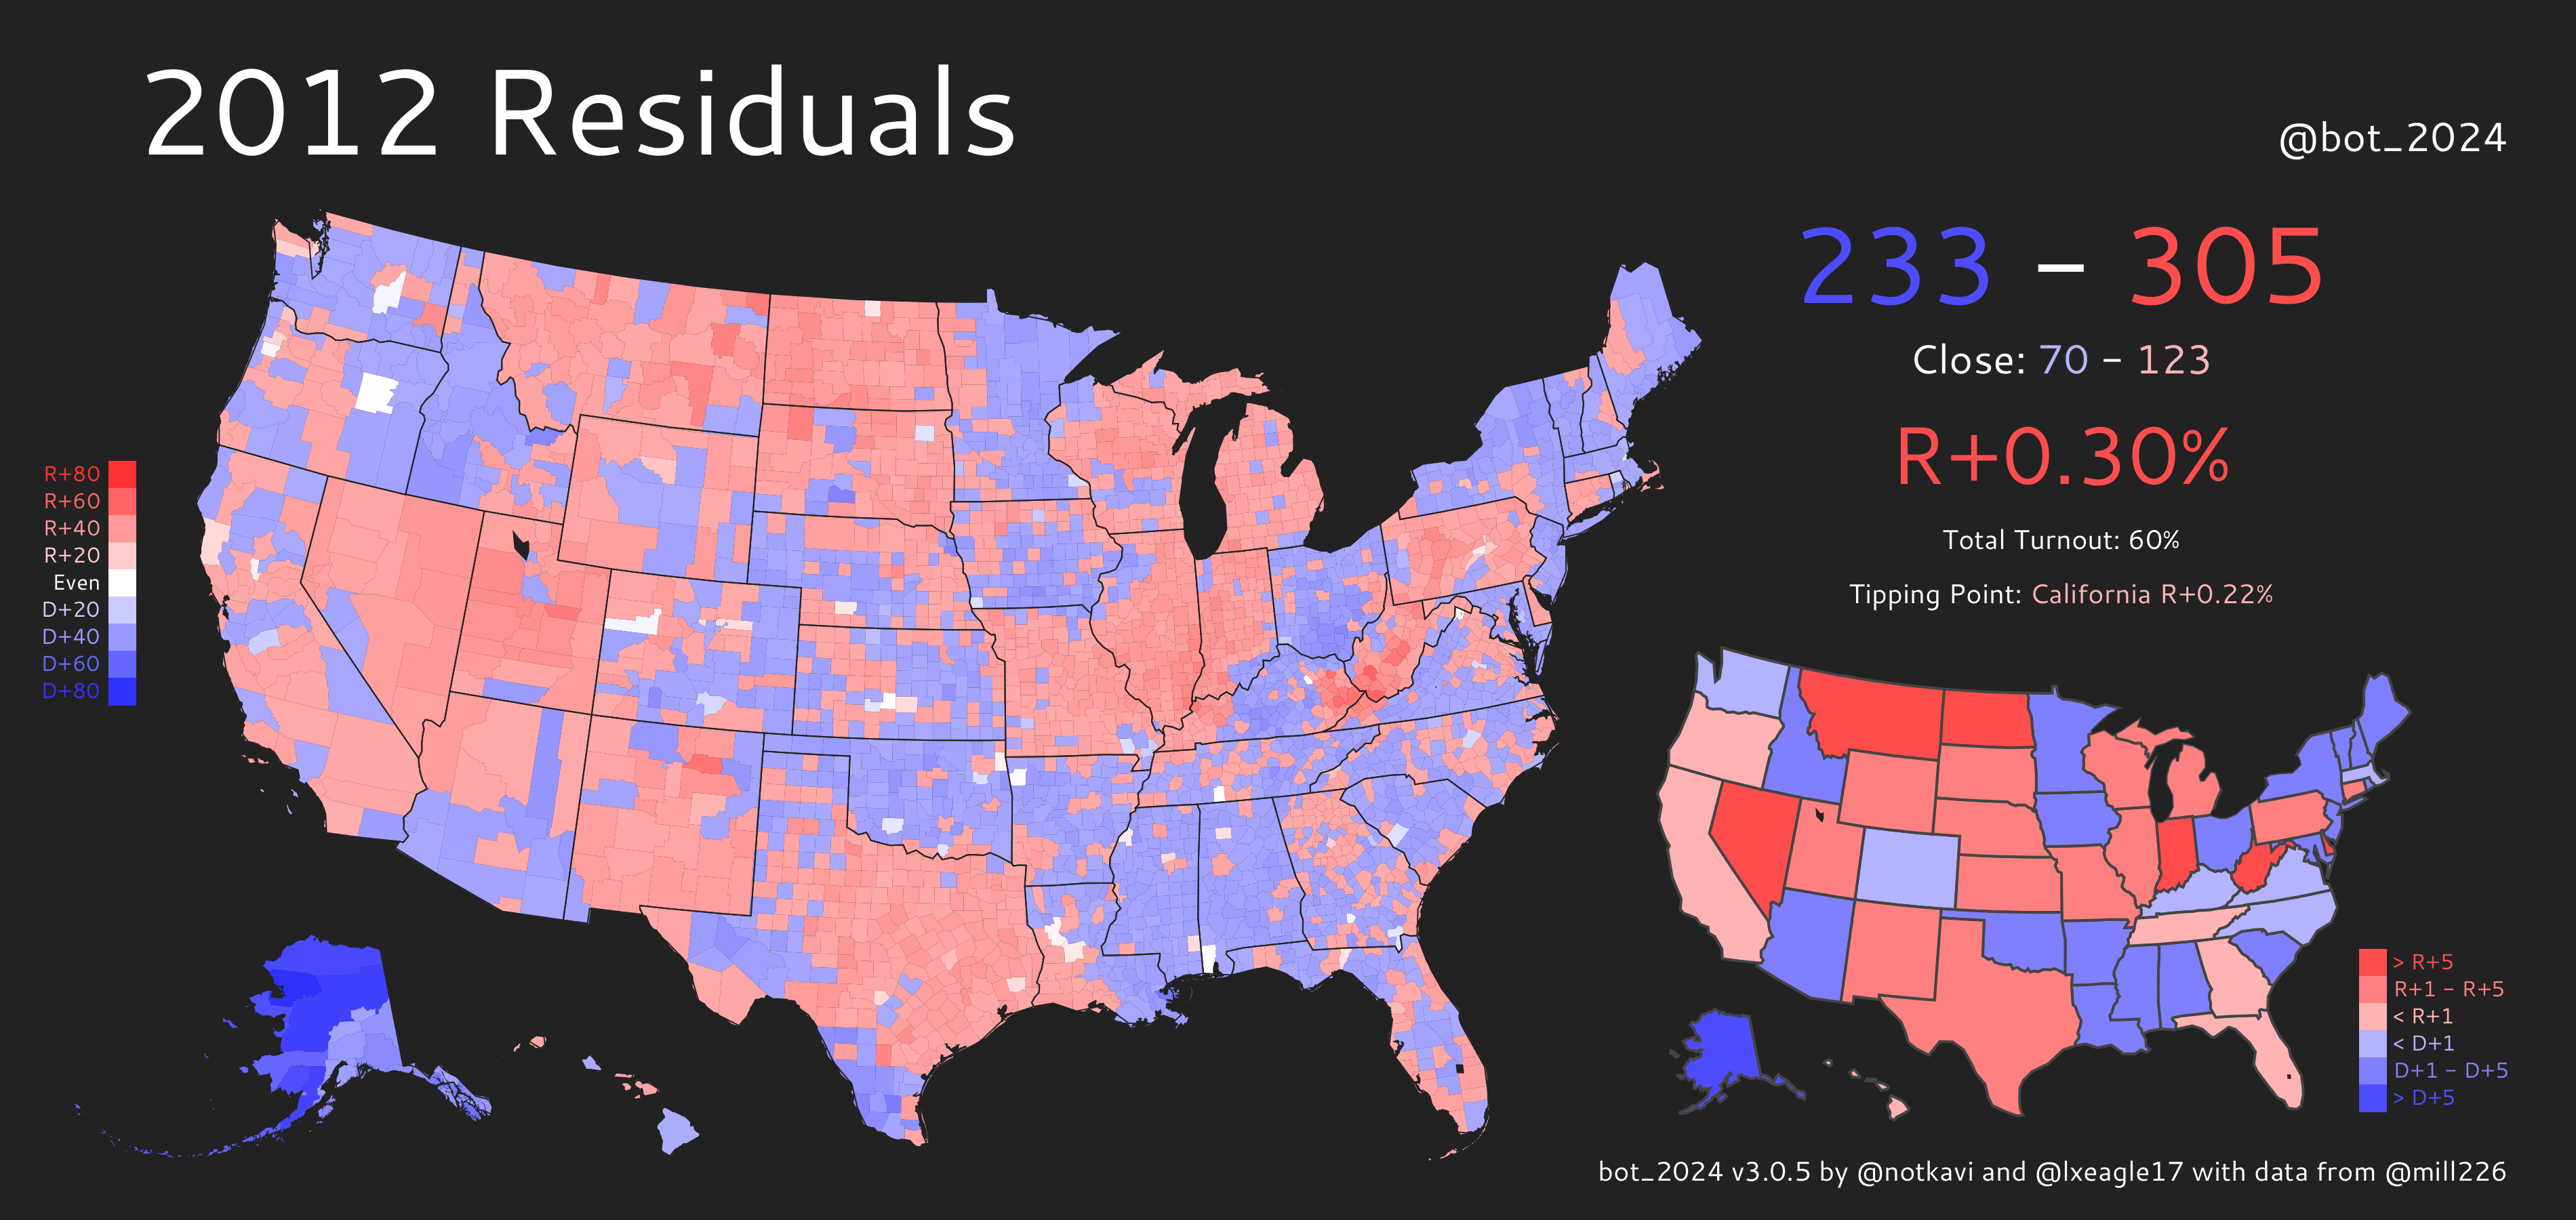 2012 Residuals
@bot_2024
233 – 305
Close: 70 – 123
R+0.30%
Total Turnout: 60%
Tipping Point: California R+0.22%
R+80
R+60
R+40
R+20
Even
D+20
D+40
D+60
D+80
> R+5
R+1 – R+5
< R+1
< D+1
D+1 – D+5
> D+5
bot_2024 v3.0.5 by @notkavi and @lxeagle17 with data from @mill226